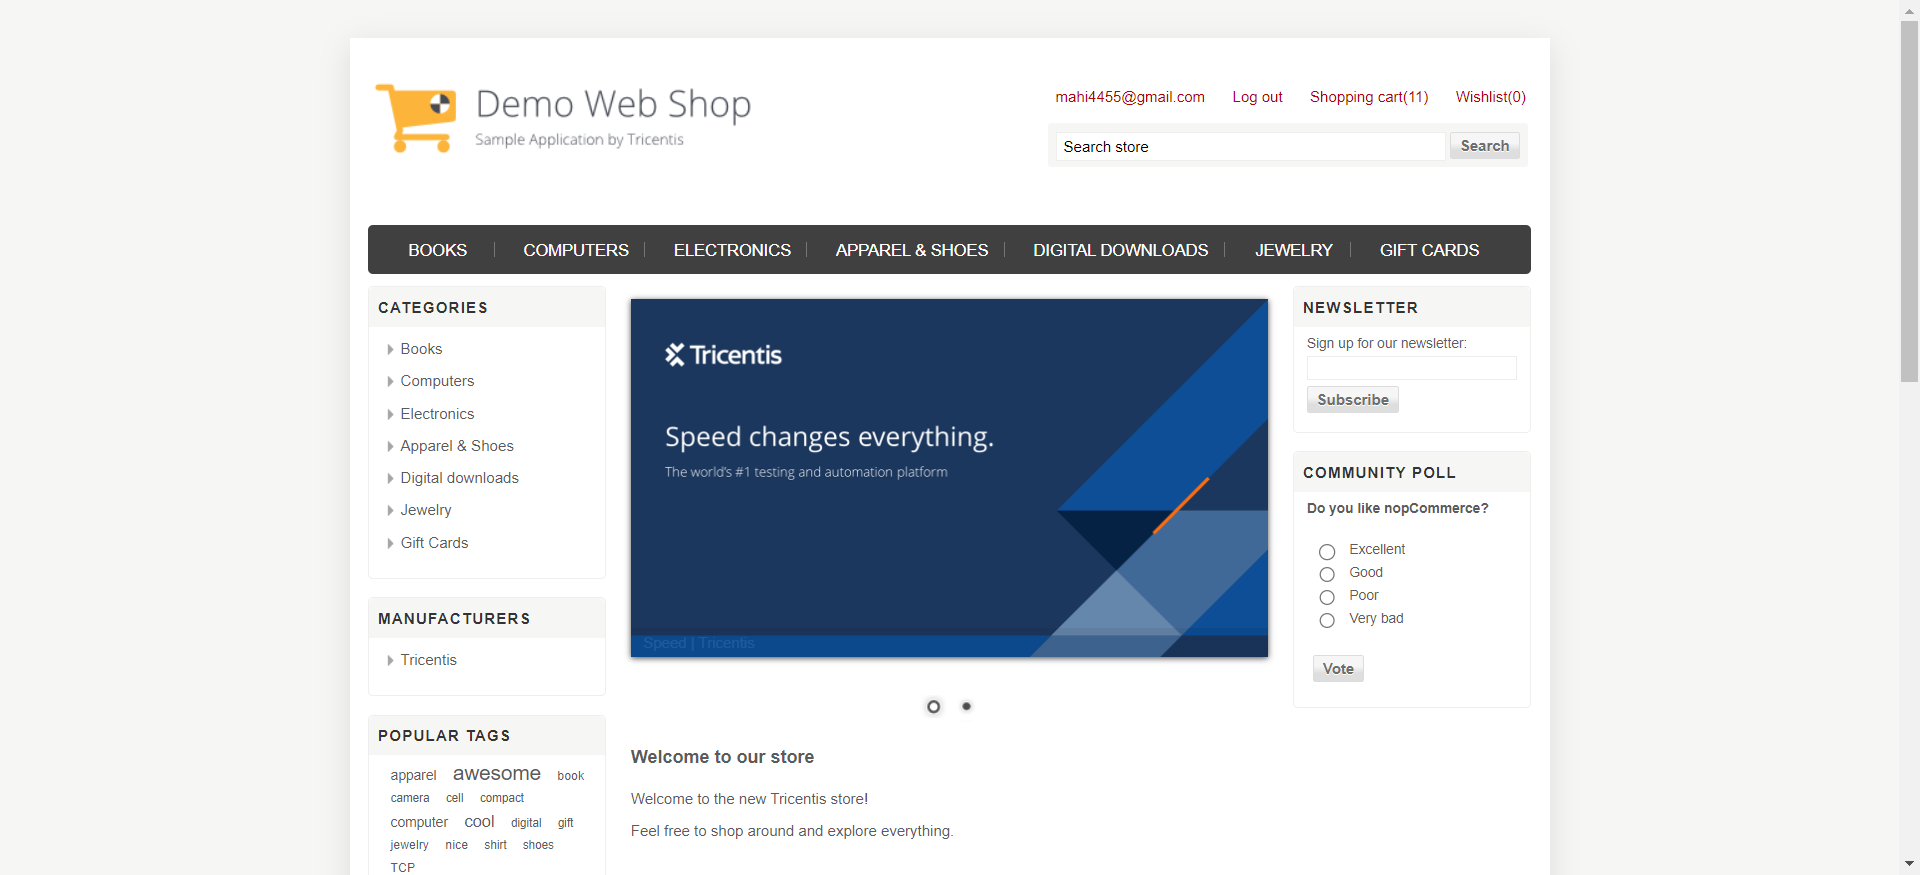 Demo Web Shop
Sample Application by Tricentis
mahi4455@gmail.com Log out Shopping cart(11) Wishlist(0)
Search store Search
BOOKS COMPUTERS ELECTRONICS APPAREL & SHOES DIGITAL DOWNLOADS JEWELRY GIFT CARDS
CATEGORIES
Books
Computers
Electronics
Apparel & Shoes
Digital downloads
Jewelry
Gift Cards
MANUFACTURERS
Tricentis
POPULAR TAGS
apparel awesome book
camera cell compact
computer cool digital gift
jewelry nice shirt shoes
TCP
Tricentis
Speed changes everything.
The world's #1 testing and automation platform
Speed | Tricentis
Welcome to our store
Welcome to the new Tricentis store!
Feel free to shop around and explore everything.
NEWSLETTER
Sign up for our newsletter:
Subscribe
COMMUNITY POLL
Do you like nopCommerce?
Excellent
Good
Poor
Very bad
Vote